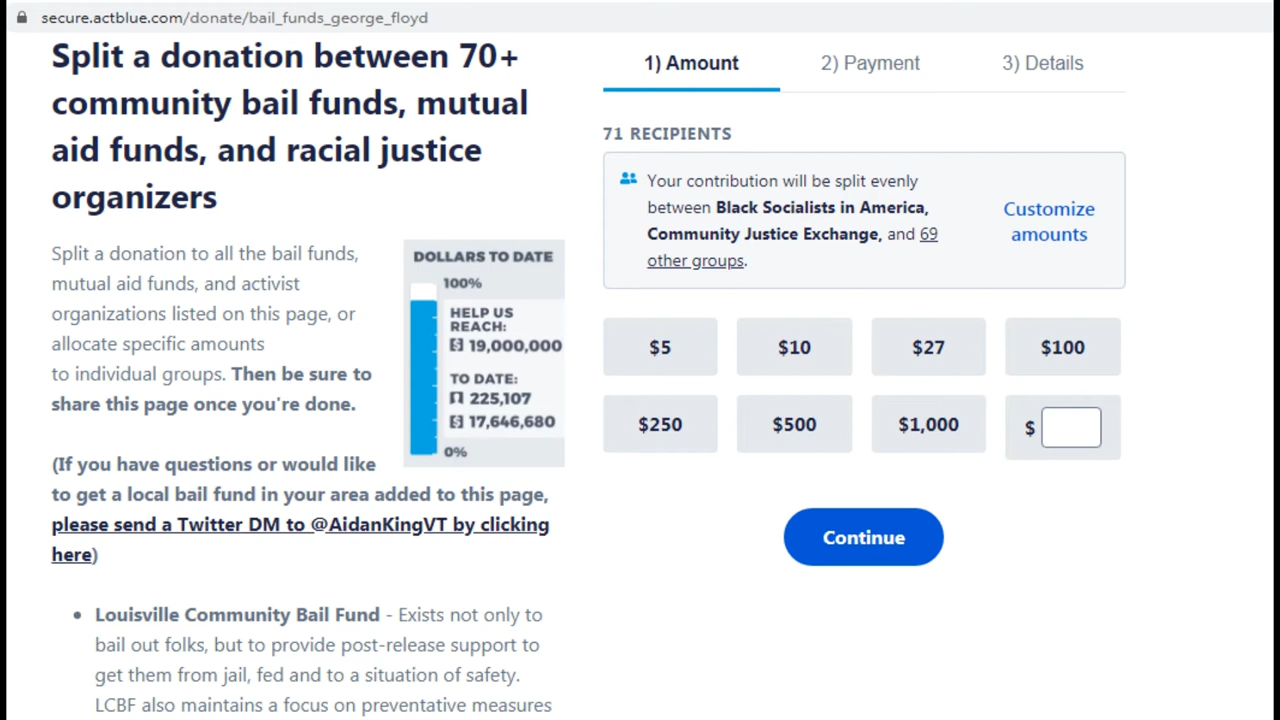 secure.actblue.com/donate/bail_funds_george_floyd
Split a donation between 70+
community bail funds, mutual
aid funds, and racial justice
organizers
Split a donation to all the bail funds,
mutual aid funds, and activist
organizations listed on this page, or
allocate specific amounts
to individual groups. Then be sure to
share this page once you're done.
DOLLARS TO DATE
100%
HELP US
REACH:
19,000,000
TO DATE:
225,107
17,646,680
0%
(If you have questions or would like
to get a local bail fund in your area added to this page,
please send a Twitter DM to @AidanKingVT by clicking
here)
• Louisville Community Bail Fund - Exists not only to
bail out folks, but to provide post-release support to
get them from jail, fed and to a situation of safety.
LCBF also maintains a focus on preventative measures
1) Amount
2) Payment
3) Details
71 RECIPIENTS
Your contribution will be split evenly
between Black Socialists in America,
Community Justice Exchange, and 69
other groups.
Customize
amounts
$5
$10
$27
$100
$250
$500
$1,000
$
Continue